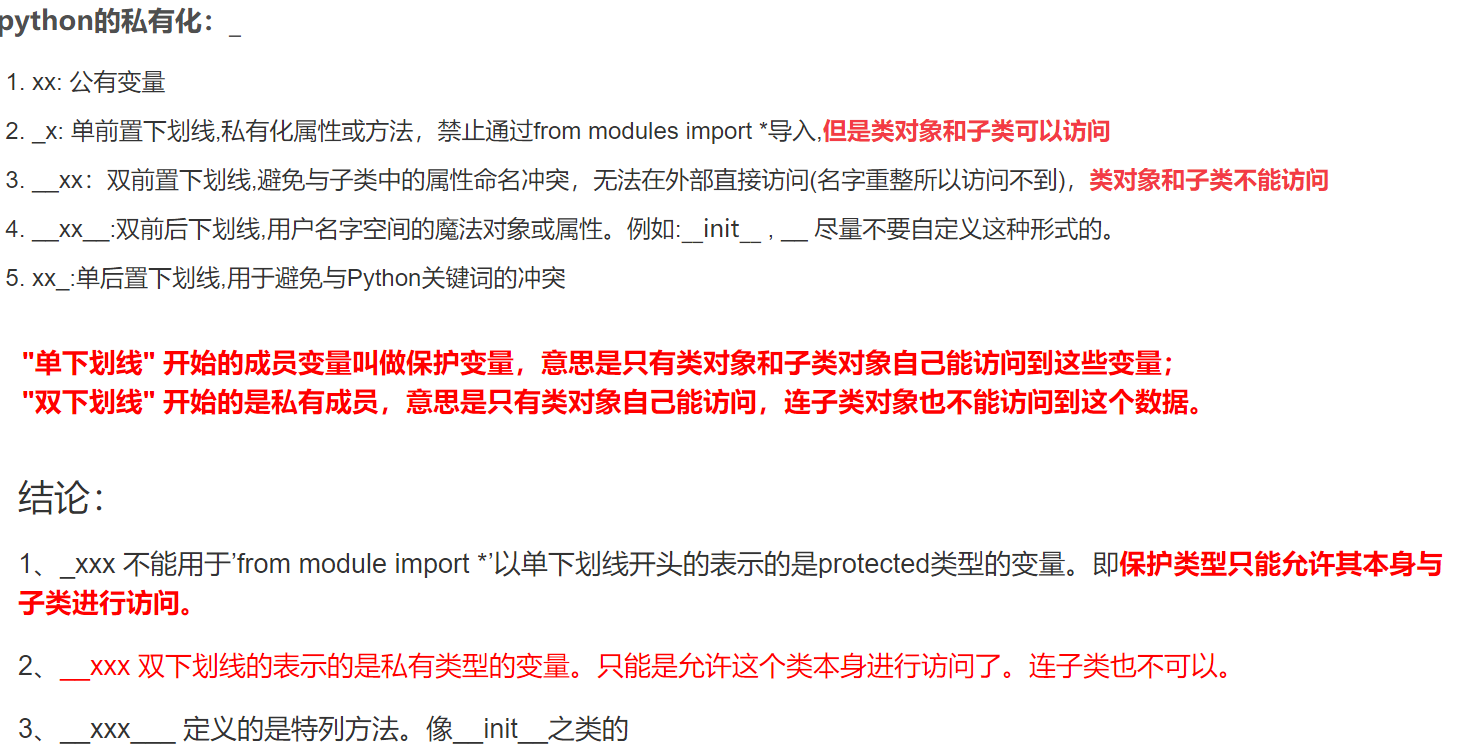 python的私有化：_
1. xx: 公有变量
2. _x: 单前置下划线,私有化属性或方法，禁止通过from modules import *导入,但是类对象和子类可以访问
3. __xx：双前置下划线,避免与子类中的属性命名冲突，无法在外部直接访问(名字重整所以访问不到)，类对象和子类不能访问
4. __xx__:双前后下划线,用户名字空间的魔法对象或属性。例如:__init__ , __ 尽量不要自定义这种形式的。
5. xx_:单后置下划线,用于避免与Python关键词的冲突
"单下划线" 开始的成员变量叫做保护变量，意思是只有类对象和子类对象自己能访问到这些变量；
"双下划线" 开始的是私有成员，意思是只有类对象自己能访问，连子类对象也不能访问到这个数据。
结论：
1、_xxx 不能用于’from module import *’以单下划线开头的表示的是protected类型的变量。即保护类型只能允许其本身与
子类进行访问。
2、__xxx 双下划线的表示的是私有类型的变量。只能是允许这个类本身进行访问了。连子类也不可以。
3、__xxx___ 定义的是特列方法。像__init__之类的